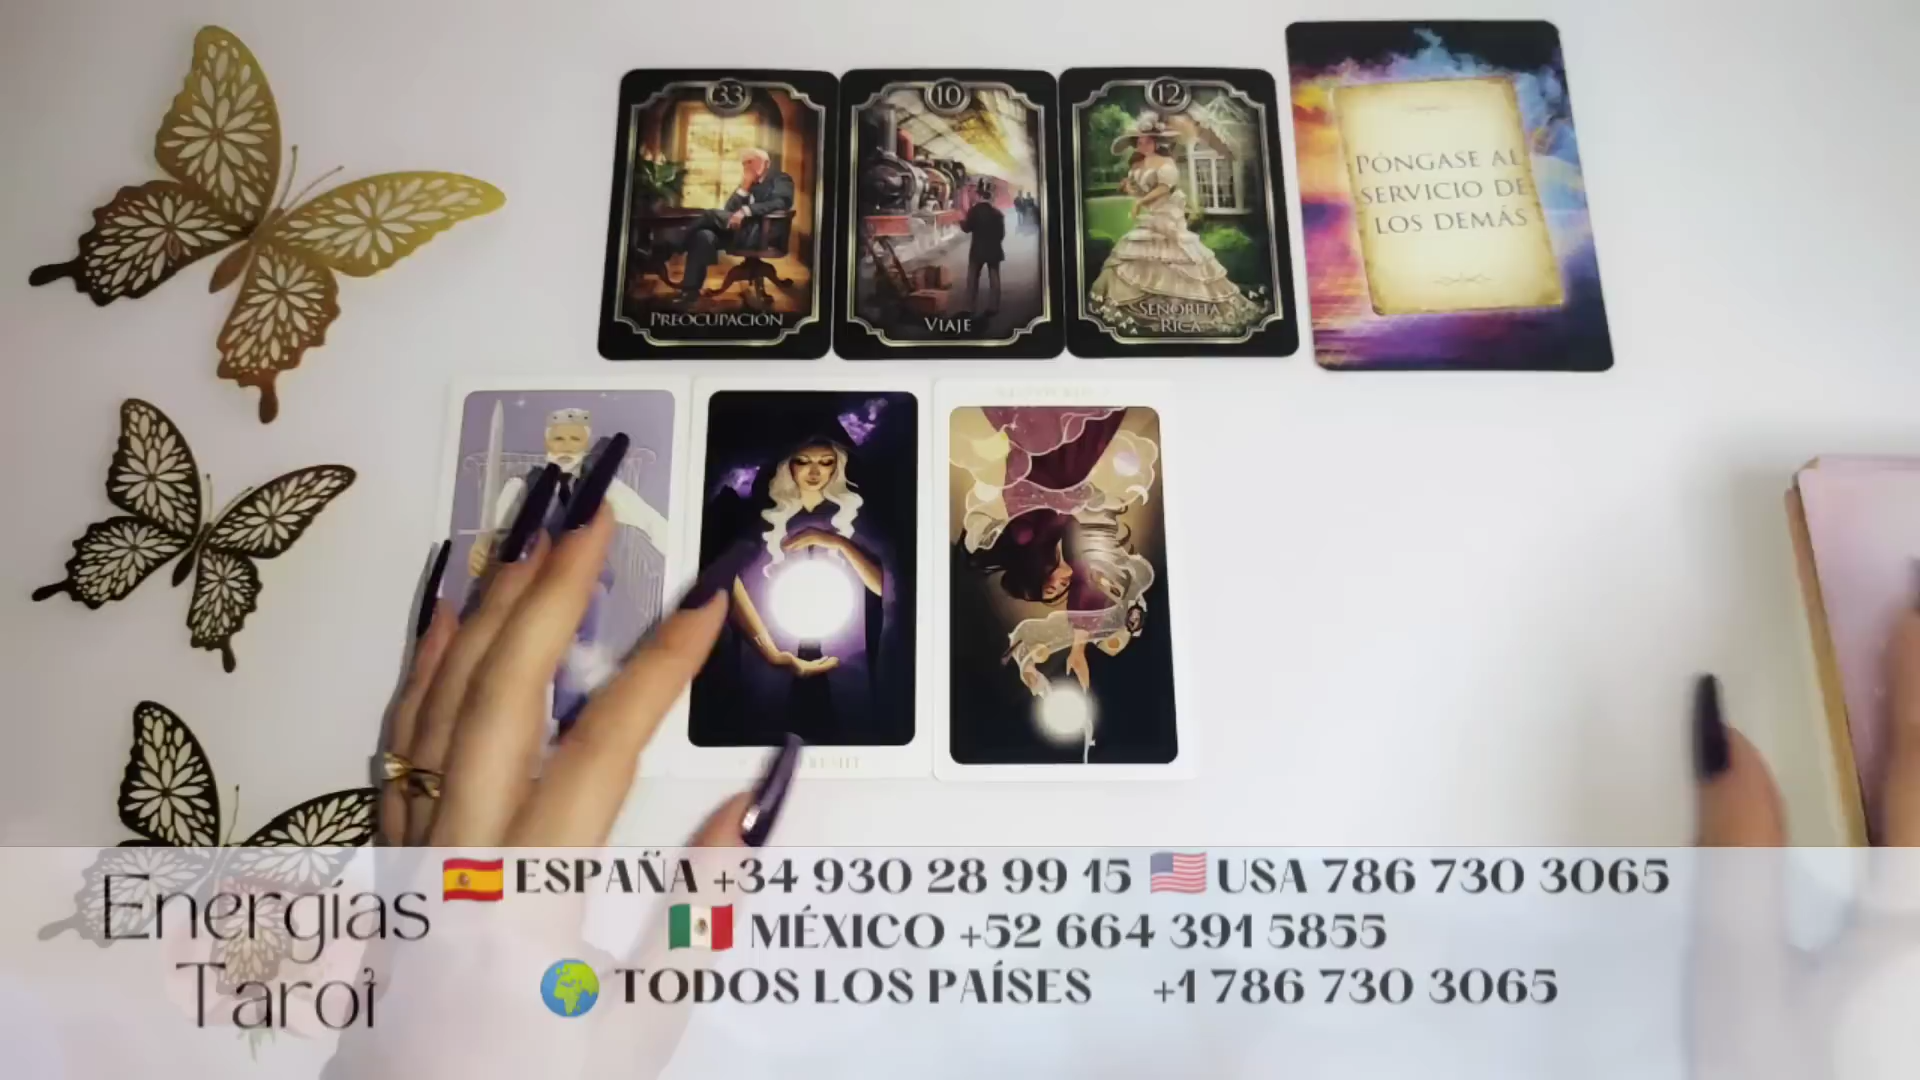 33
10
12
PREOCUPACIÓN
VIAJE
SEÑORITA
RICA
PÓNGASE AL
SERVICIO DE
LOS DEMÁS
Energías
Tarot
ESPAÑA +34 930 28 99 15 USA 786 730 3065
MÉXICO +52 664 391 5855
TODOS LOS PAÍSES +1 786 730 3065